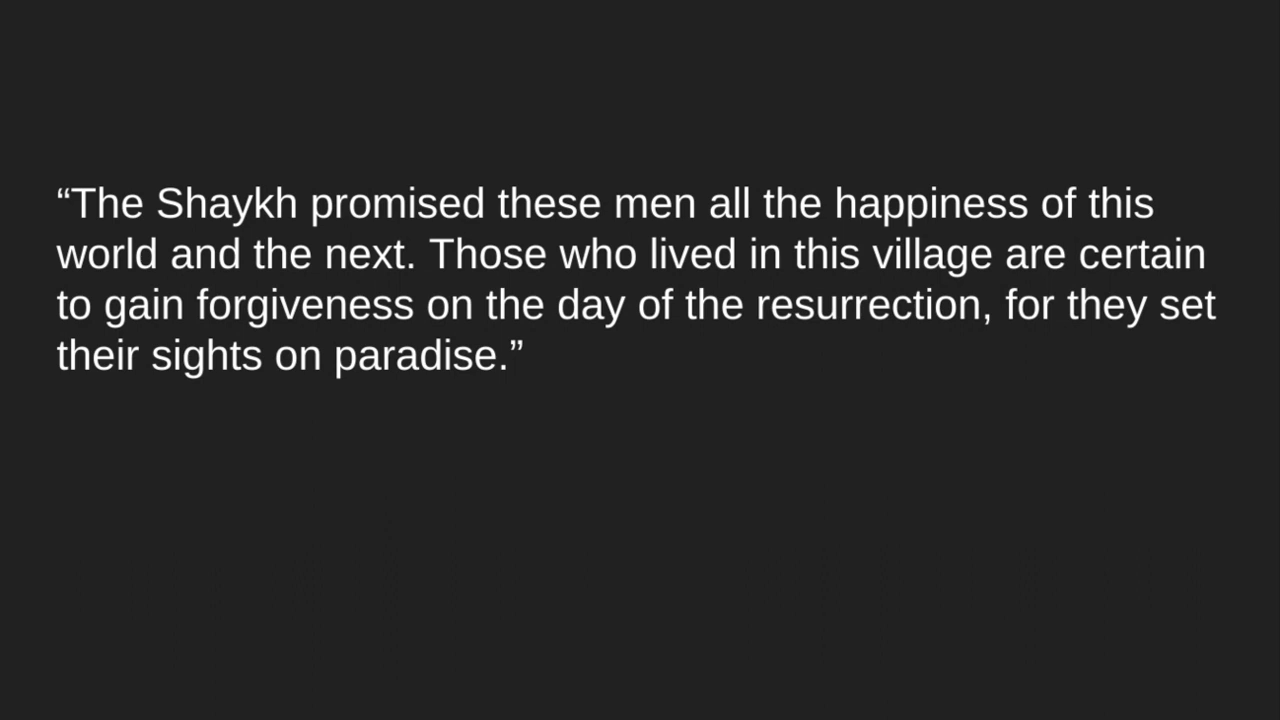 “The Shaykh promised these men all the happiness of this
world and the next. Those who lived in this village are certain
to gain forgiveness on the day of the resurrection, for they set
their sights on paradise.”